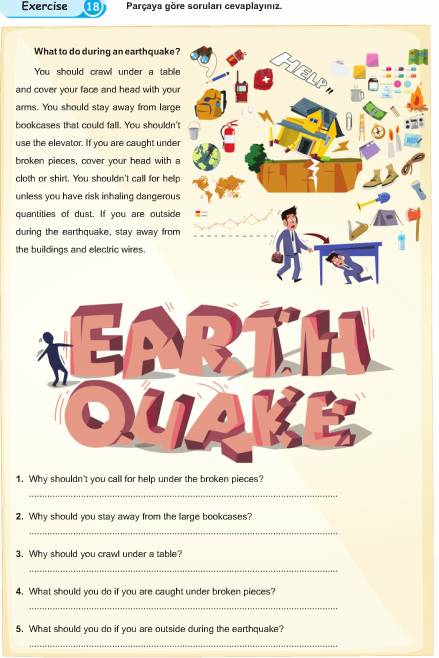 Exercise 18 Parçaya göre soruları cevaplayınız.
What to do during an earthquake?
You should crawl under a table
and cover your face and head with your
arms. You should stay away from large
bookcases that could fall. You shouldn't
use the elevator. If you are caught under
broken pieces, cover your head with a
cloth or shirt. You shouldn't call for help
unless you have risk inhaling dangerous
quantities of dust. If you are outside
during the earthquake, stay away from
the buildings and electric wires.
HELP!!
EARTH
QUAKE
1. Why shouldn't you call for help under the broken pieces?
2. Why should you stay away from the large bookcases?
3. Why should you crawl under a table?
4. What should you do if you are caught under broken pieces?
5. What should you do if you are outside during the earthquake?